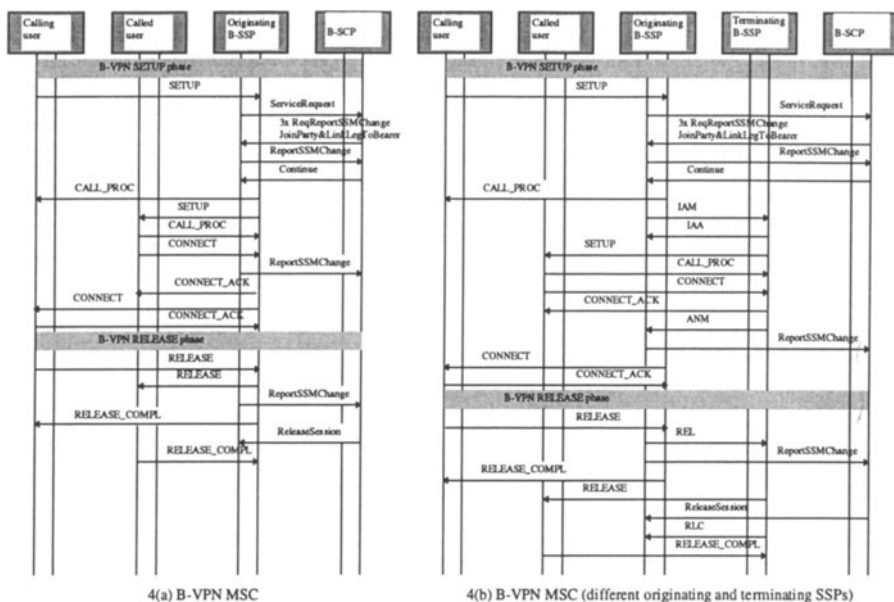 Calling user
Called user
Originating B-SSP
B-SCP
B-VPN SETUP phase
SETUP
ServiceRequest
3x ReqReportSSMChange
JoinParty&LinkLegToBearer
ReportSSMChange
Continue
CALL_PROC
SETUP
CALL_PROC
CONNECT
ReportSSMChange
CONNECT_ACK
CONNECT
CONNECT_ACK
B-VPN RELEASE phase
RELEASE
RELEASE
ReportSSMChange
RELEASE_COMPL
ReleaseSession
RELEASE_COMPL
4(a) B-VPN MSC
Calling user
Called user
Originating B-SSP
Terminating B-SSP
B-SCP
B-VPN SETUP phase
SETUP
ServiceRequest
3x ReqReportSSMChange
JoinParty&LinkLegToBearer
ReportSSMChange
Continue
CALL_PROC
IAM
IAA
SETUP
CALL_PROC
CONNECT
CONNECT_ACK
ANM
ReportSSMChange
CONNECT
CONNECT_ACK
B-VPN RELEASE phase
RELEASE
REL
ReportSSMChange
RELEASE_COMPL
RELEASE
ReleaseSession
RLC
RELEASE_COMPL
4(b) B-VPN MSC (different originating and terminating SSPs)